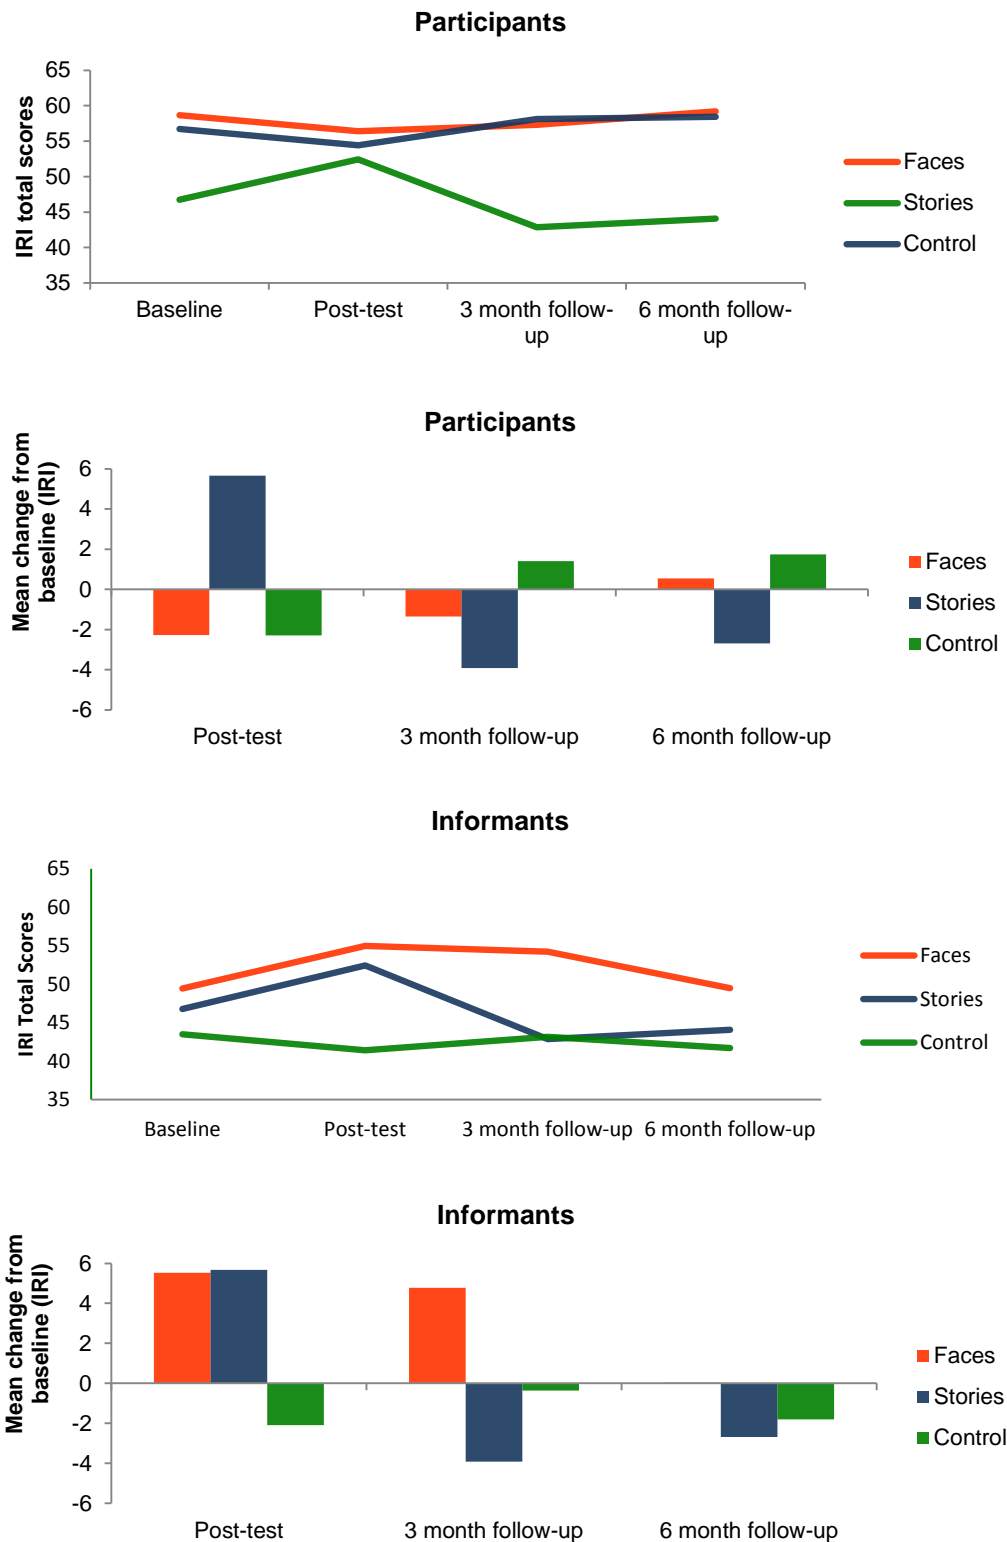 Participants
IRI total scores
65
60
55
50
45
40
35
Baseline
Post-test
3 month follow-
up
6 month follow-
up
Faces
Stories
Control
Participants
Mean change from
baseline (IRI)
6
4
2
0
-2
-4
-6
Post-test
3 month follow-up
6 month follow-up
Faces
Stories
Control
Informants
IRI Total Scores
65
60
55
50
45
40
35
Baseline
Post-test
3 month follow-up
6 month follow-up
Faces
Stories
Control
Informants
Mean change from
baseline (IRI)
6
4
2
0
-2
-4
-6
Post-test
3 month follow-up
6 month follow-up
Faces
Stories
Control